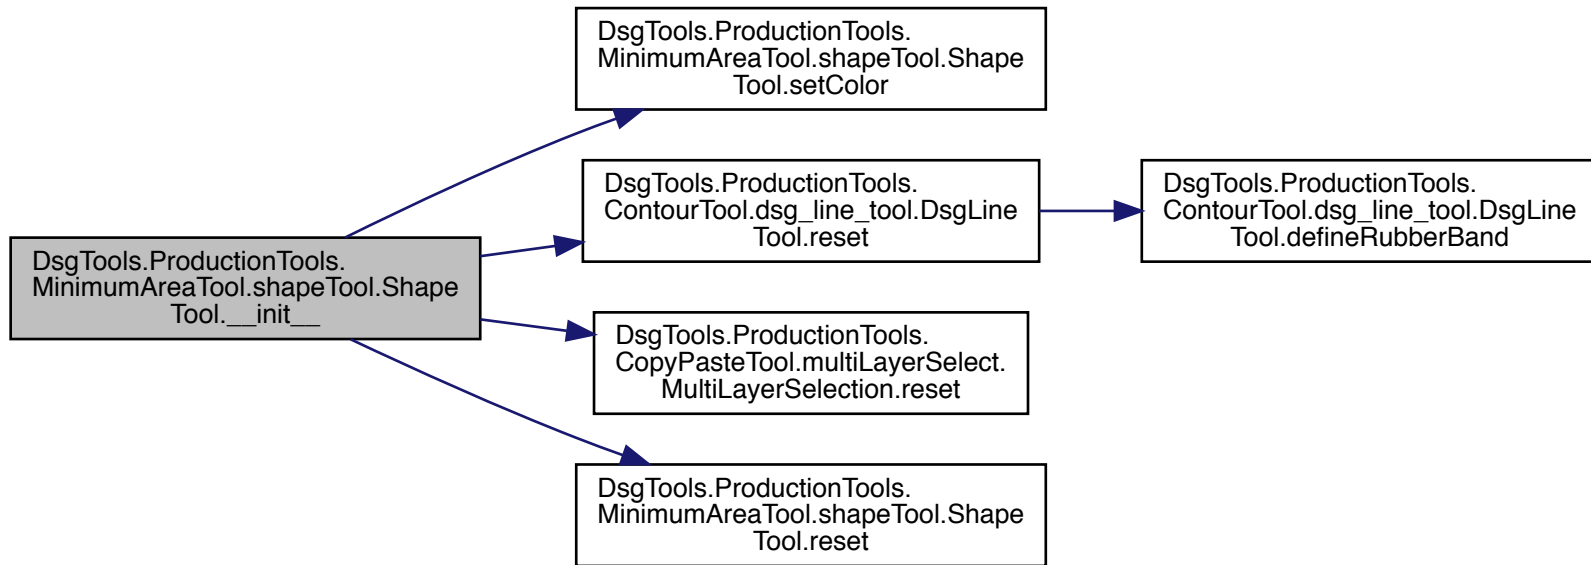 DsgTools.ProductionTools.
MinimumAreaTool.shapeTool.Shape
Tool.__init__
DsgTools.ProductionTools.
MinimumAreaTool.shapeTool.Shape
Tool.setColor
DsgTools.ProductionTools.
ContourTool.dsg_line_tool.DsgLine
Tool.reset
DsgTools.ProductionTools.
ContourTool.dsg_line_tool.DsgLine
Tool.defineRubberBand
DsgTools.ProductionTools.
CopyPasteTool.multiLayerSelect.
MultiLayerSelection.reset
DsgTools.ProductionTools.
MinimumAreaTool.shapeTool.Shape
Tool.reset